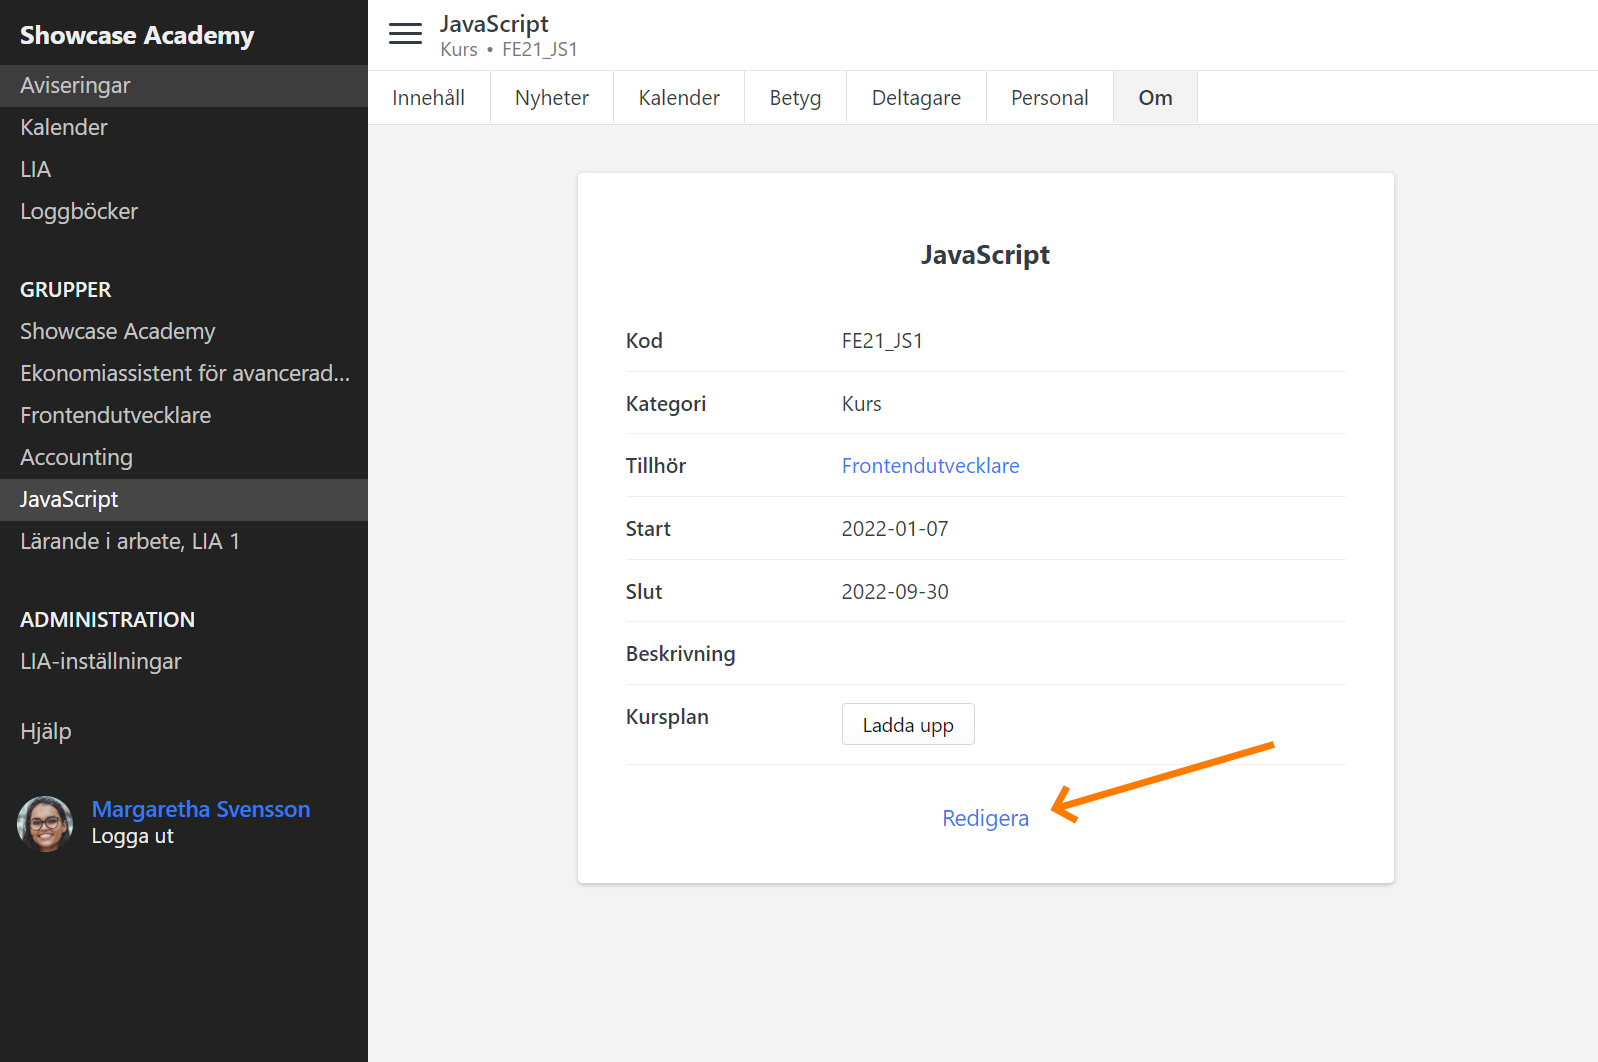 Showcase Academy
Aviseringar
Kalender
LIA
Loggböcker
GRUPPER
Showcase Academy
Ekonomiassistent för avancerad...
Frontendutvecklare
Accounting
JavaScript
Lärande i arbete, LIA 1
ADMINISTRATION
LIA-inställningar
Hjälp
Margaretha Svensson
Logga ut
JavaScript
Kurs • FE21_JS1
Innehåll Nyheter Kalender Betyg Deltagare Personal Om
JavaScript
Kod FE21_JS1
Kategori Kurs
Tillhör Frontendutvecklare
Start 2022-01-07
Slut 2022-09-30
Beskrivning
Kursplan Ladda upp
Redigera